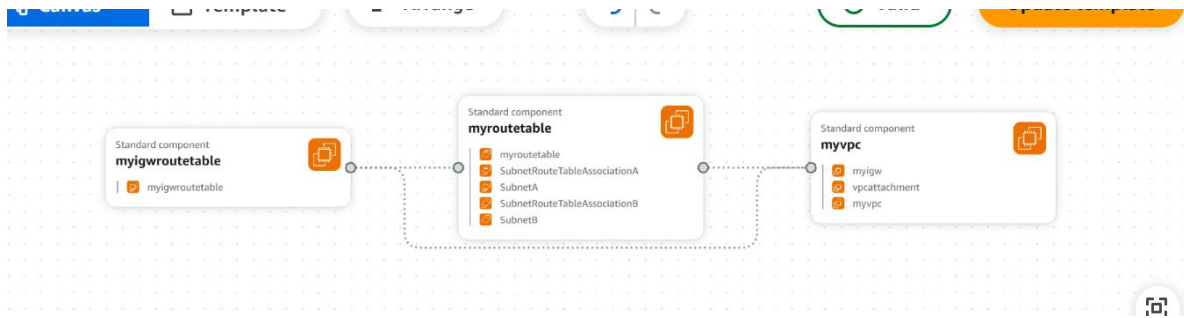 Canvas
Template
Arrange
Valid
Update template
Standard component
myigwroutetable
myigwroutetable
Standard component
myroutetable
myroutetable
SubnetRouteTableAssociationA
SubnetA
SubnetRouteTableAssociationB
SubnetB
Standard component
myvpc
myigw
vpcattachment
myvpc